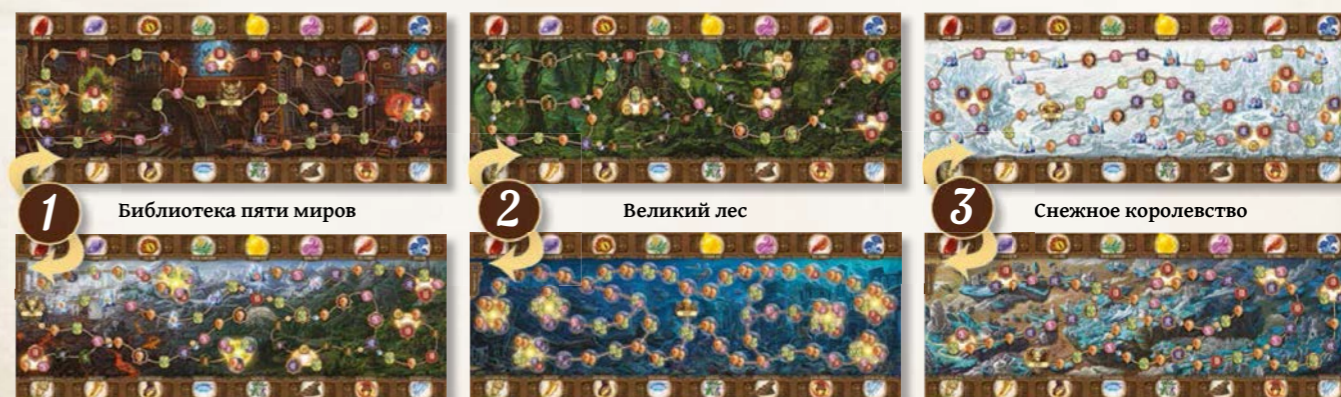 1
Библиотека пяти миров
2
Великий лес
3
Снежное королевство